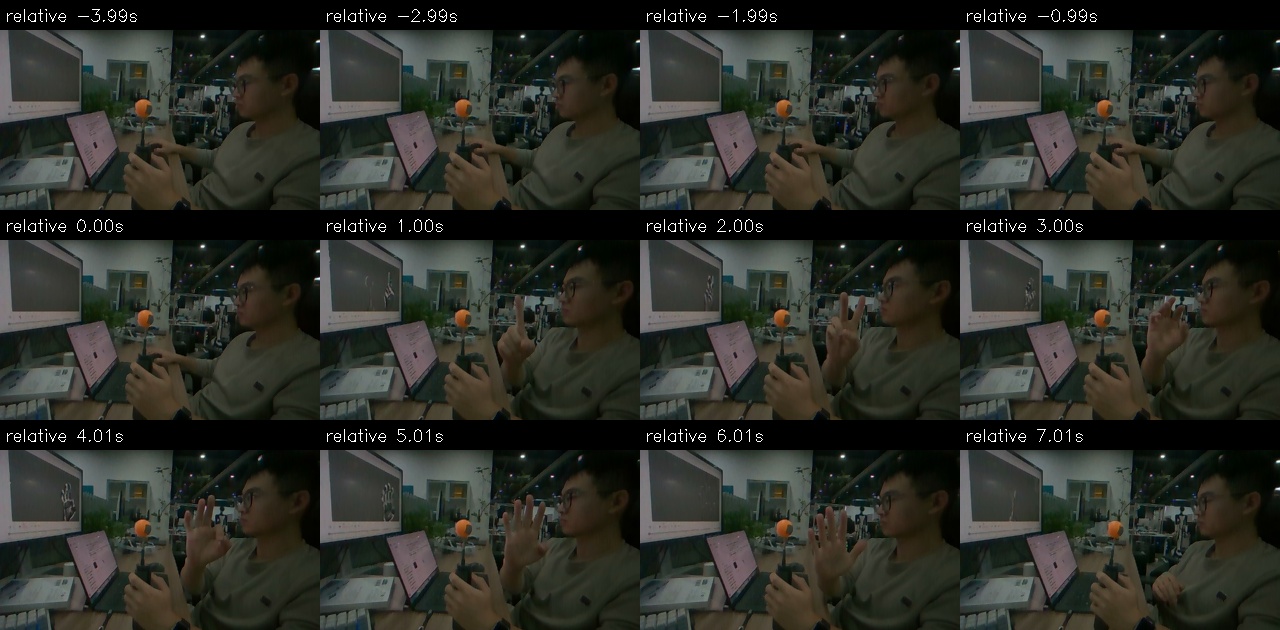 relative −3.99s
relative −2.99s
relative −1.99s
relative −0.99s
relative 0.00s
relative 1.00s
relative 2.00s
relative 3.00s
relative 4.01s
relative 5.01s
relative 6.01s
relative 7.01s